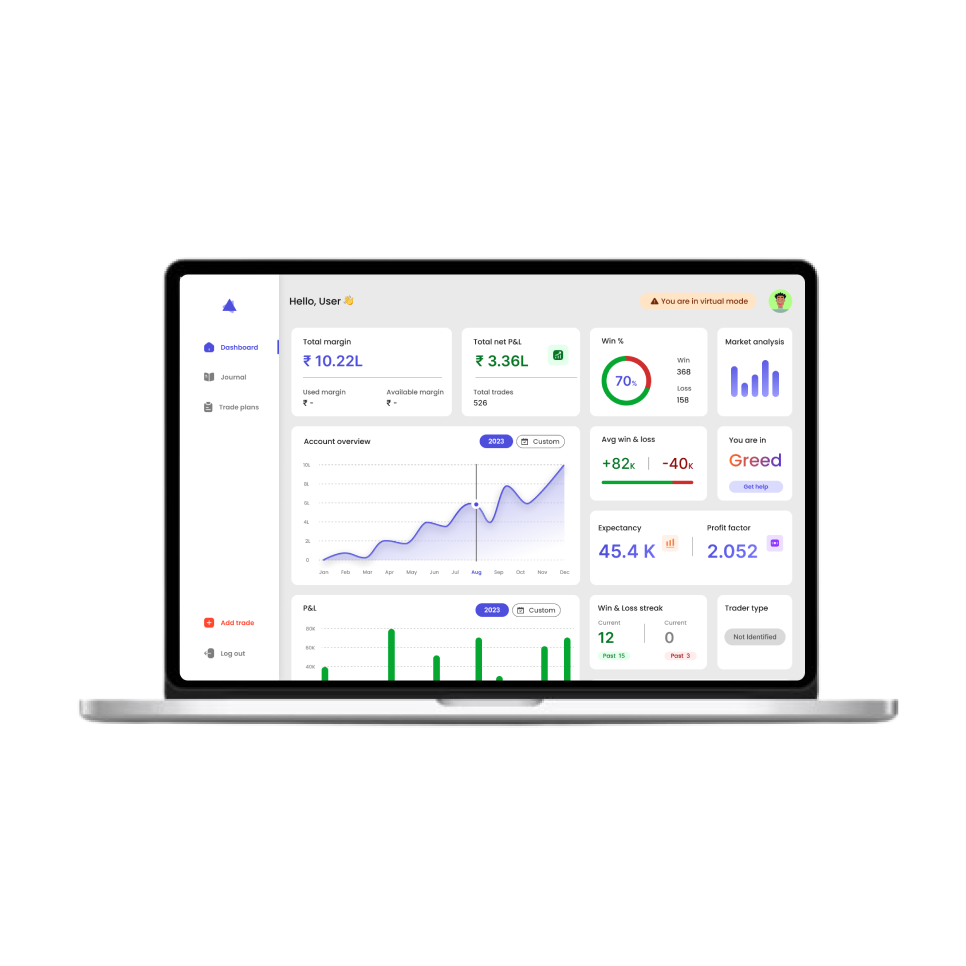 Hello, User 👋
You are in virtual mode
Dashboard
Journal
Trade plans
Add trade
Log out
Total margin
₹ 10.22L
Used margin
₹ -
Available margin
₹ -
Total net P&L
₹ 3.36L
Total trades
526
Win %
70%
Win
368
Loss
158
Market analysis
Account overview
2023
Custom
10L
8L
6L
4L
2L
0
Jan Feb Mar Apr May Jun Jul Aug Sep Oct Nov Dec
Avg win & loss
+82K
-40K
You are in
Greed
Get help
Expectancy
45.4 K
Profit factor
2.052
P&L
2023
Custom
80K
60K
40K
Win & Loss streak
Current
12
Past 15
Current
0
Past 3
Trader type
Not Identified